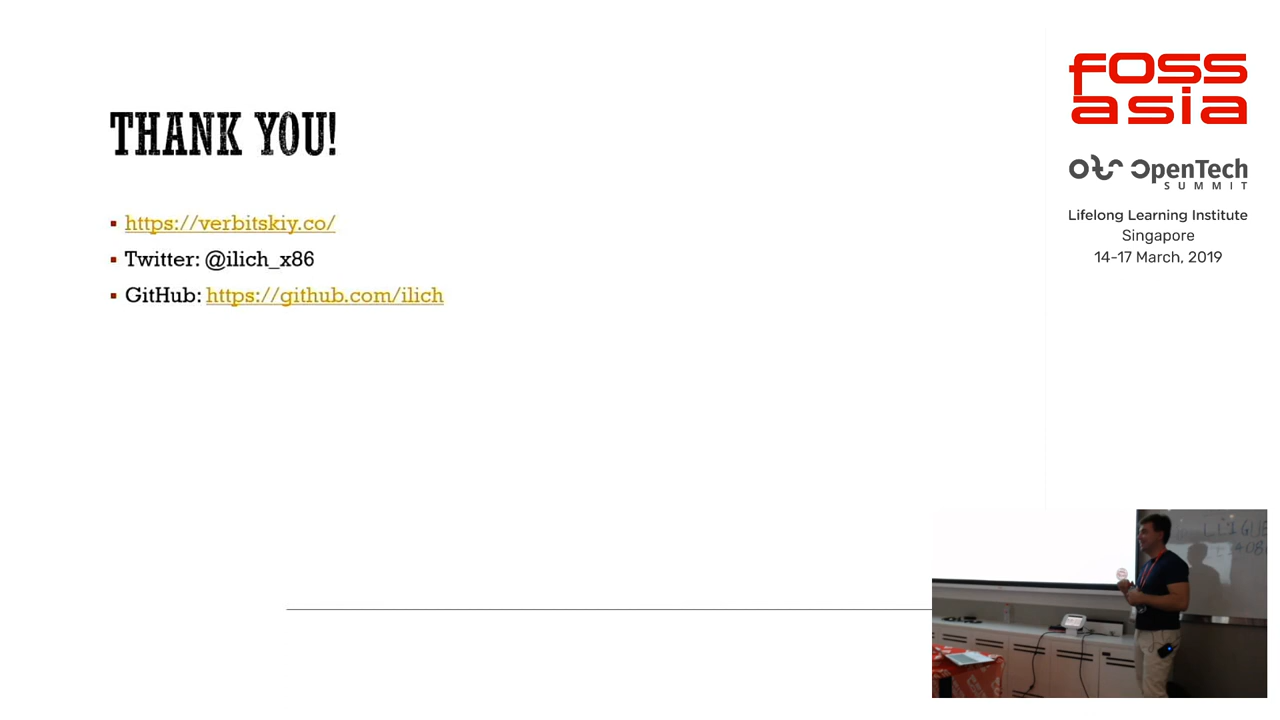 THANK YOU!
https://verbitskiy.co/
Twitter: @ilich_x86
GitHub: https://github.com/ilich
foss
asia
OpenTech
SUMMIT
Lifelong Learning Institute
Singapore
14-17 March, 2019